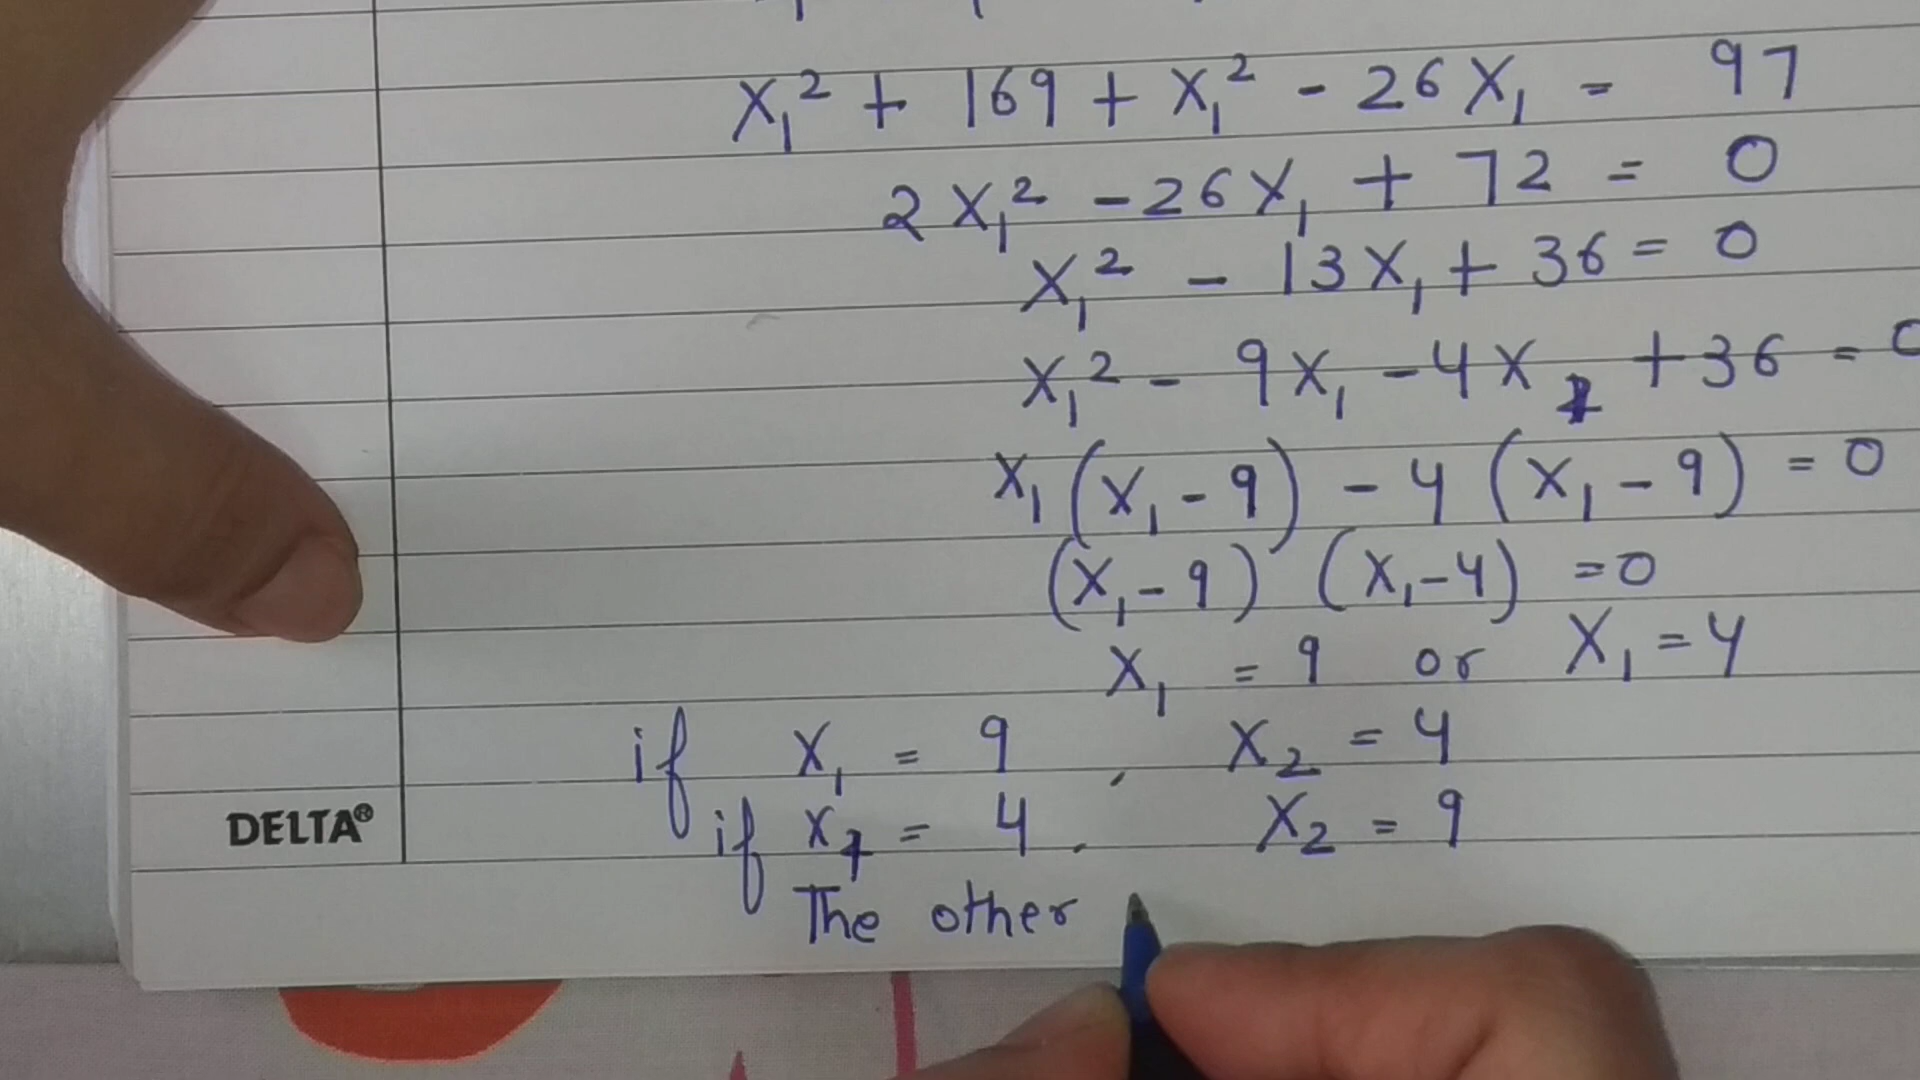 x₁² + 169 + x₁² - 26x₁ = 97
2x₁² - 26x₁ + 72 = 0
x₁² - 13x₁ + 36 = 0
x₁² - 9x₁ - 4x₁ + 36 = 0
x₁(x₁ - 9) - 4(x₁ - 9) = 0
(x₁ - 9) (x₁ - 4) = 0
x₁ = 9 or x₁ = 4
if x₁ = 9, x₂ = 4
if x₁ = 4, x₂ = 9
DELTA®
The other